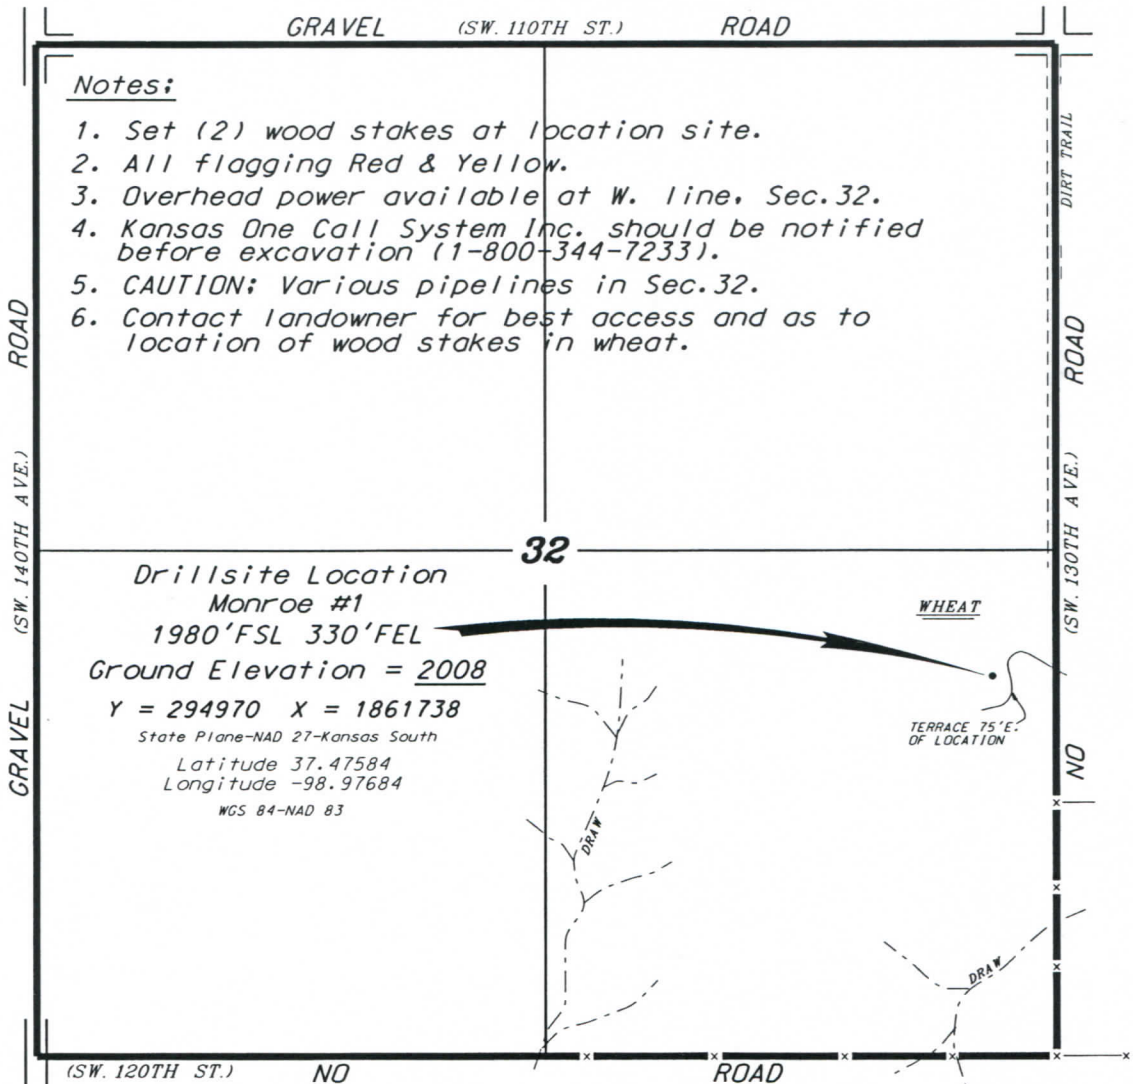 GRAVEL (SW. 110TH ST.) ROAD
Notes:
1. Set (2) wood stakes at location site.
2. All flagging Red & Yellow.
3. Overhead power available at W. line, Sec.32.
4. Kansas One Call System Inc. should be notified
before excavation (1-800-344-7233).
5. CAUTION: Various pipelines in Sec.32.
6. Contact landowner for best access and as to
location of wood stakes in wheat.
DIRT TRAIL
GRAVEL (SW. 140TH AVE.) ROAD
NO (SW. 130TH AVE.) ROAD
32
Drillsite Location
Monroe #1
1980'FSL 330'FEL
Ground Elevation = 2008
Y = 294970 X = 1861738
State Plane-NAD 27-Kansas South
Latitude 37.47584
Longitude -98.97684
WGS 84-NAD 83
WHEAT
TERRACE 75'E.
OF LOCATION
DRAW
DRAW
(SW. 120TH ST.) NO ROAD